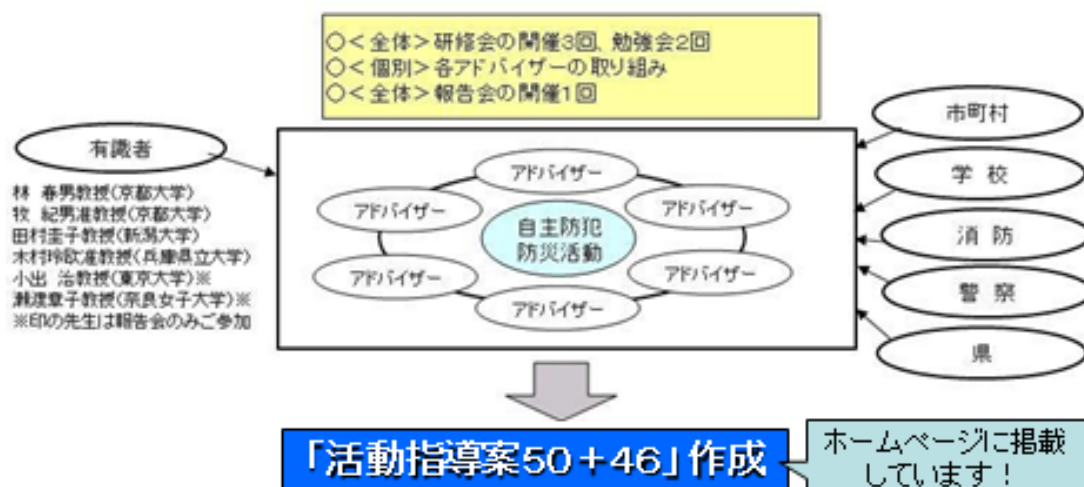 ○＜全体＞研修会の開催3回、勉強会2回
○＜個別＞各アドバイザーの取り組み
○＜全体＞報告会の開催1回
有識者
林　春男教授(京都大学)
牧　紀男准教授(京都大学)
田村圭子教授(新潟大学)
木村玲欧准教授(兵庫県立大学)
小出　治教授(東京大学)※
瀬渡章子教授(奈良女子大学)※
※印の先生は報告会のみご参加
アドバイザー
アドバイザー
アドバイザー
自主防犯
防災活動
アドバイザー
アドバイザー
アドバイザー
市町村
学 校
消 防
警 察
県
「活動指導案50＋46」作成
ホームページに掲載
しています！